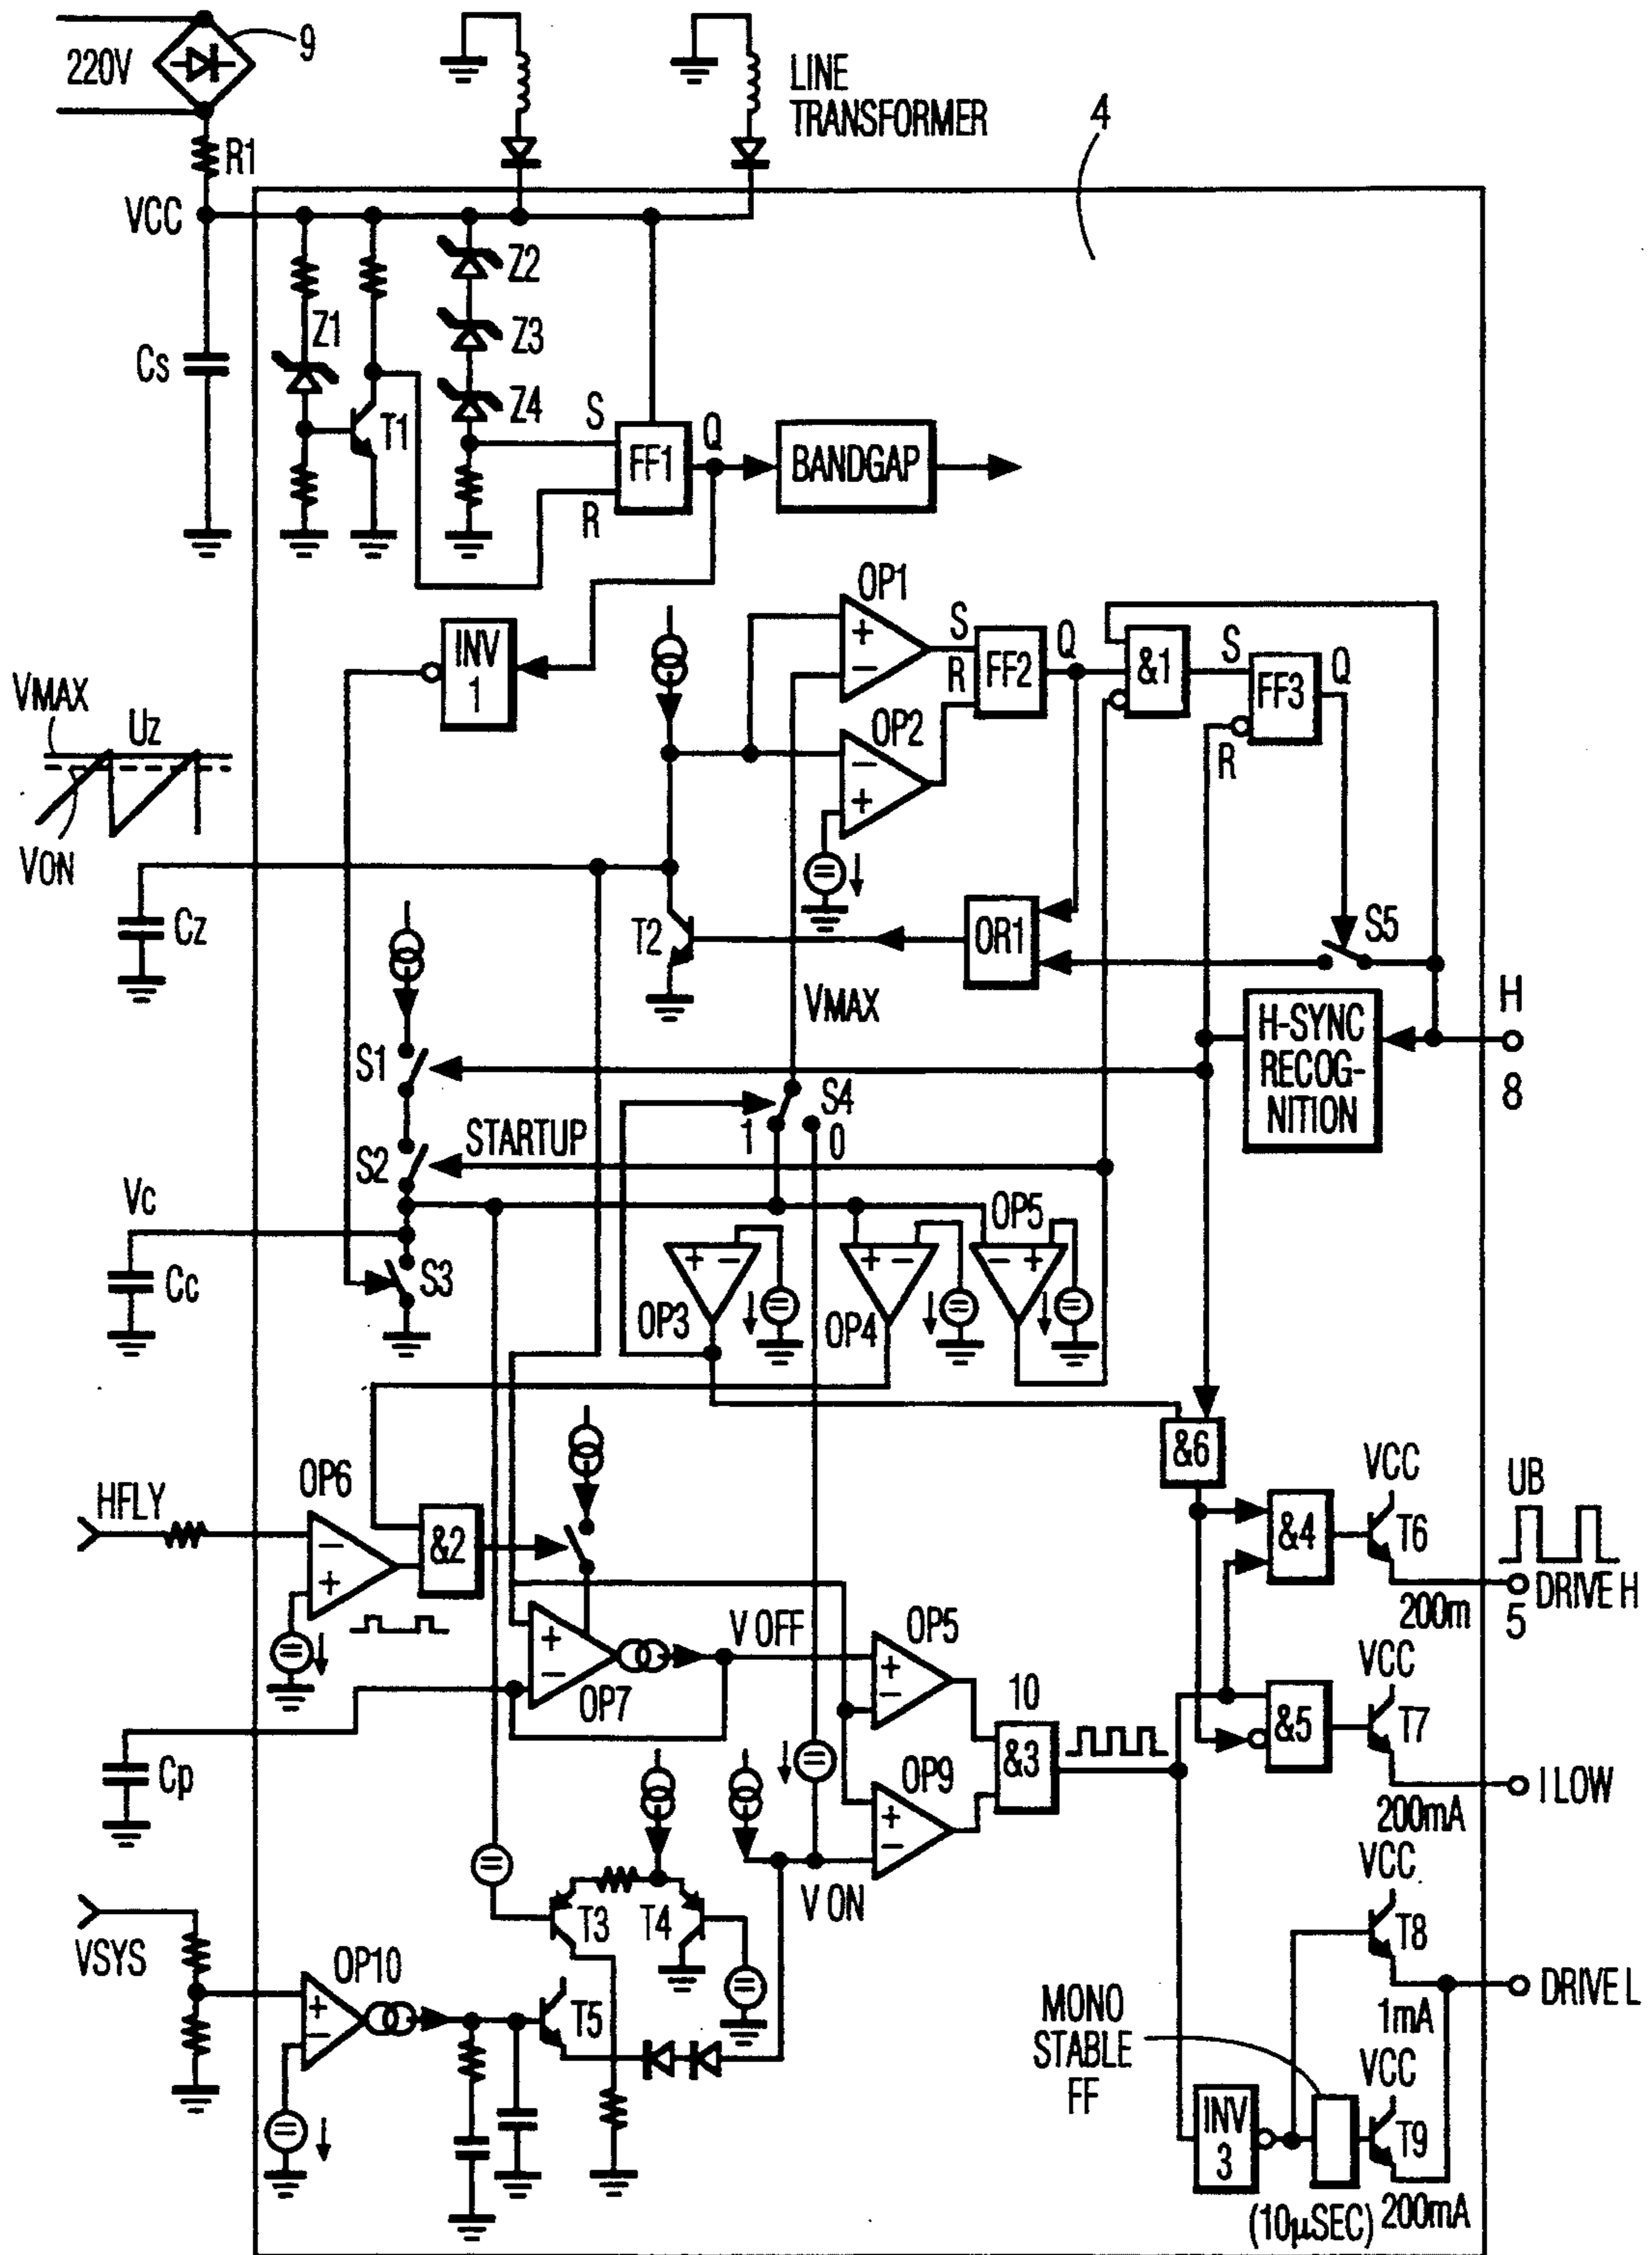 220V
9
LINE
TRANSFORMER
4
R1
VCC
Z2
Z1
Z3
Cs
Z4
T1
S
FF1
Q
BANDGAP
R
OP1
INV
1
+
−
S
R
FF2
Q
&1
S
FF3
Q
R
VMAX
Uz
OP2
−
+
VON
Cz
T2
OR1
S5
VMAX
H
8
H-SYNC
RECOG-
NITION
S1
S4
1
0
S2
STARTUP
Vc
OP5
+ −
+ −
− +
Cc
S3
OP3
OP4
&6
HFLY
OP6
−
+
&2
VCC
UB
&4
T6
DRIVE H
200m
5
V OFF
OP5
+
−
OP7
+
−
10
&3
VCC
&5
T7
Cp
OP9
+
−
I LOW
200mA
VCC
V ON
T3
T4
T8
VSYS
OP10
+
−
T5
MONO
STABLE
FF
DRIVE L
1mA
VCC
INV
3
T9
(10µSEC)
200mA